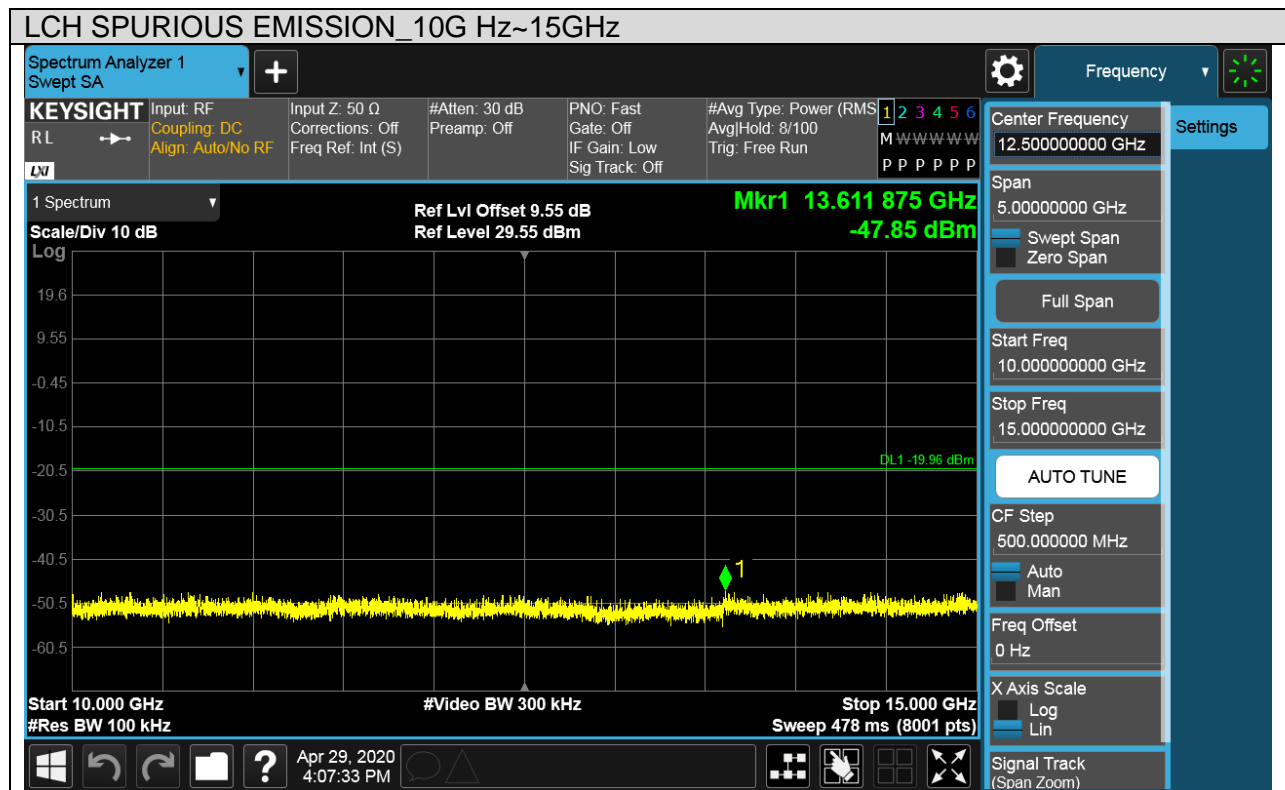 LCH SPURIOUS EMISSION_10G Hz~15GHz
Spectrum Analyzer 1
Swept SA
+
Frequency
KEYSIGHT
RL
LXI
Input: RF
Coupling: DC
Align: Auto/No RF
Input Z: 50 Ω
Corrections: Off
Freq Ref: Int (S)
#Atten: 30 dB
Preamp: Off
PNO: Fast
Gate: Off
IF Gain: Low
Sig Track: Off
#Avg Type: Power (RMS
Avg|Hold: 8/100
Trig: Free Run
1 2 3 4 5 6
M W W W W W
P P P P P P
1 Spectrum
Scale/Div 10 dB
Ref Lvl Offset 9.55 dB
Ref Level 29.55 dBm
Mkr1 13.611 875 GHz
-47.85 dBm
Log
19.6
9.55
-0.45
-10.5
-20.5
-30.5
-40.5
-50.5
-60.5
DL1 -19.96 dBm
1
Start 10.000 GHz
#Res BW 100 kHz
#Video BW 300 kHz
Stop 15.000 GHz
Sweep 478 ms (8001 pts)
?
Apr 29, 2020
4:07:33 PM
Center Frequency
12.500000000 GHz
Settings
Span
5.00000000 GHz
Swept Span
Zero Span
Full Span
Start Freq
10.000000000 GHz
Stop Freq
15.000000000 GHz
AUTO TUNE
CF Step
500.000000 MHz
Auto
Man
Freq Offset
0 Hz
X Axis Scale
Log
Lin
Signal Track
(Span Zoom)